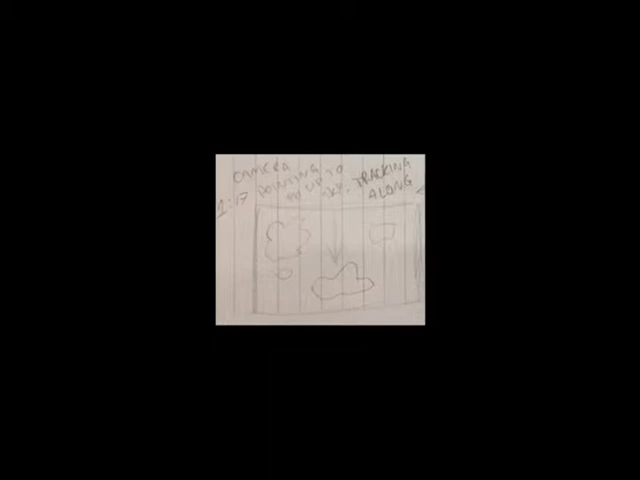 CAMERA
POINTING UP TO
SKY. TRACKING
ALONG
1:17